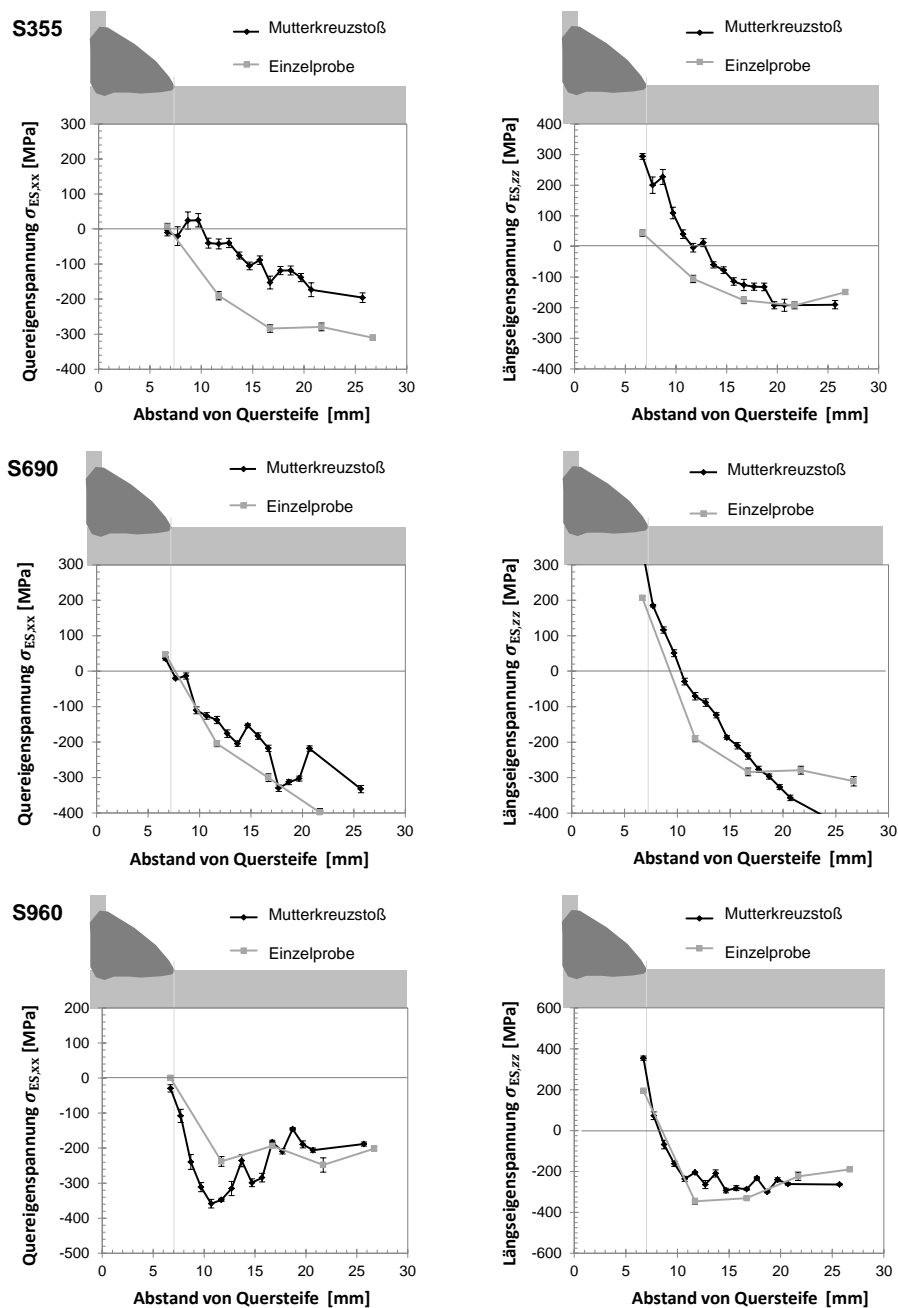 S355
Mutterkreuzstoß
Einzelprobe
Quereigenspannung σES,xx [MPa]
300
200
100
0
-100
-200
-300
-400
0 5 10 15 20 25 30
Abstand von Quersteife [mm]
Mutterkreuzstoß
Einzelprobe
Längseigenspannung σES,zz [MPa]
400
300
200
100
0
-100
-200
-300
-400
0 5 10 15 20 25 30
Abstand von Quersteife [mm]
S690
Mutterkreuzstoß
Einzelprobe
Quereigenspannung σES,xx [MPa]
300
200
100
0
-100
-200
-300
-400
0 5 10 15 20 25 30
Abstand von Quersteife [mm]
Mutterkreuzstoß
Einzelprobe
Längseigenspannung σES,zz [MPa]
300
200
100
0
-100
-200
-300
-400
0 5 10 15 20 25 30
Abstand von Quersteife [mm]
S960
Mutterkreuzstoß
Einzelprobe
Quereigenspannung σES,xx [MPa]
200
100
0
-100
-200
-300
-400
-500
0 5 10 15 20 25 30
Abstand von Quersteife [mm]
Mutterkreuzstoß
Einzelprobe
Längseigenspannung σES,zz [MPa]
600
400
200
0
-200
-400
-600
0 5 10 15 20 25 30
Abstand von Quersteife [mm]